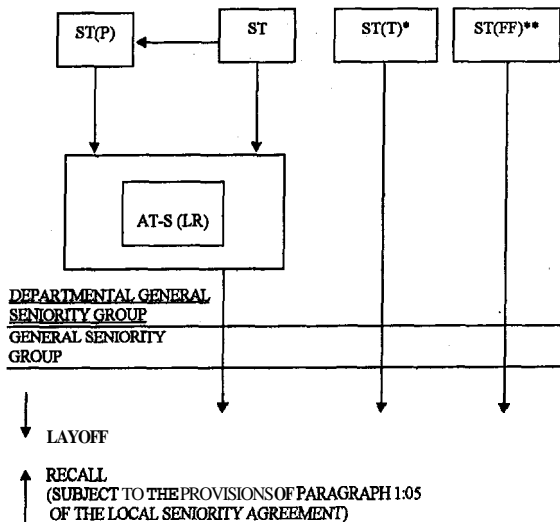 ST(P)
ST
ST(T)*
ST(FF)**
AT-S (LR)
DEPARTMENTAL GENERAL
SENIORITY GROUP
GENERAL SENIORITY
GROUP
LAYOFF
RECALL
(SUBJECT TO THE PROVISIONS OF PARAGRAPH 1:05
OF THE LOCAL SENIORITY AGREEMENT)